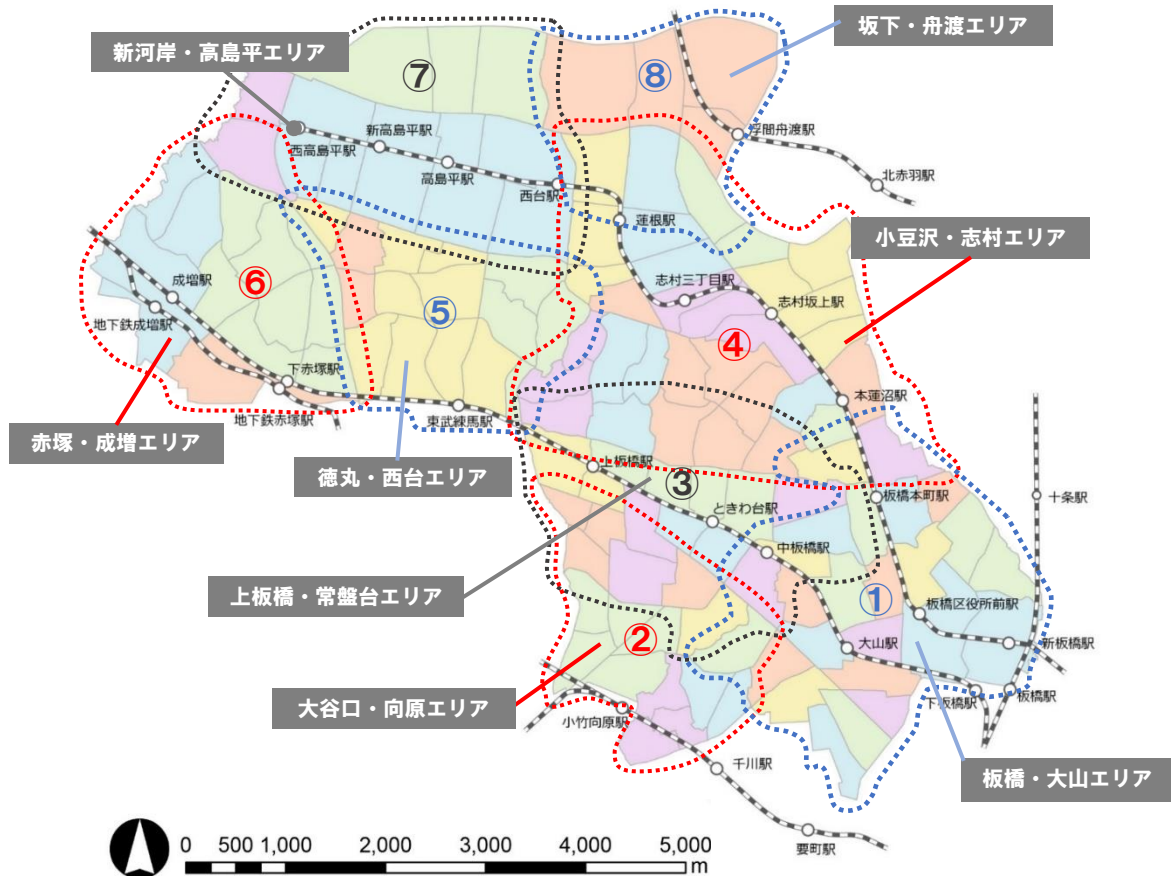 坂下・舟渡エリア
新河岸・高島平エリア
⑦
⑧
新高島平駅
浮間舟渡駅
西高島平駅
高島平駅
北赤羽駅
西台駅
蓮根駅
小豆沢・志村エリア
成増駅
志村三丁目駅
⑥
志村坂上駅
⑤
地下鉄成増駅
④
下赤塚駅
本蓮沼駅
地下鉄赤塚駅
東武練馬駅
赤塚・成増エリア
徳丸・西台エリア
上板橋駅
③
板橋本町駅
十条駅
ときわ台駅
中板橋駅
上板橋・常盤台エリア
①
板橋区役所前駅
②
大山駅
新板橋駅
大谷口・向原エリア
下板橋駅
板橋駅
小竹向原駅
千川駅
板橋・大山エリア
要町駅
0 500 1,000 2,000 3,000 4,000 5,000
m